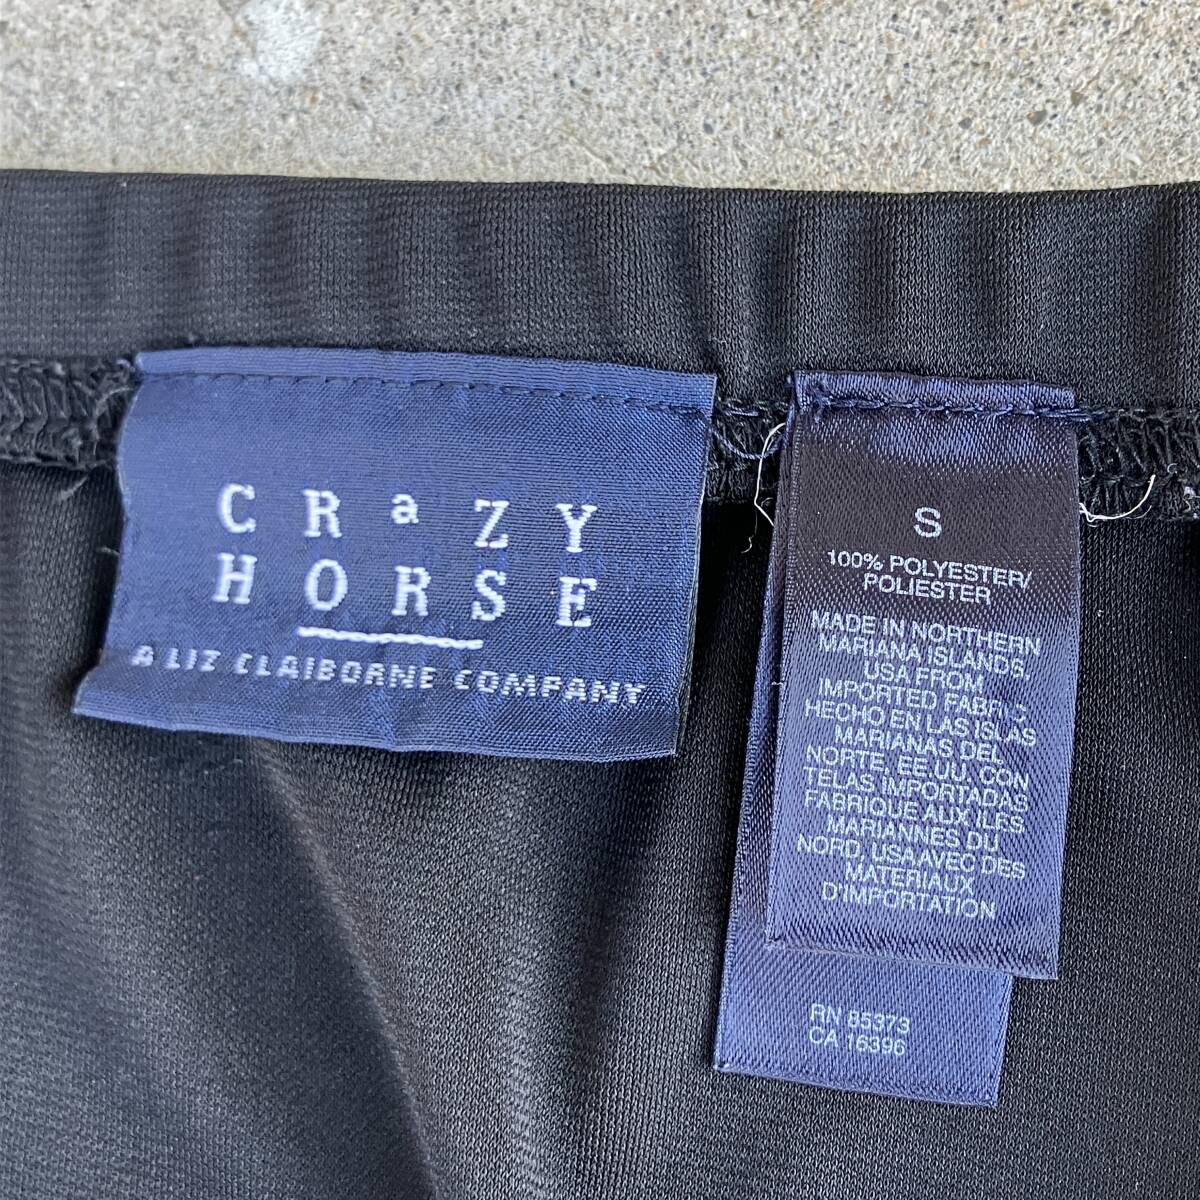 CRaZY
HORSE
A LIZ CLAIBORNE COMPANY
S
100% POLYESTER/
POLIESTER
MADE IN NORTHERN
MARIANA ISLANDS,
USA FROM
IMPORTED FABRIC
HECHO EN LAS ISLAS
MARIANAS DEL
NORTE, EE.UU. CON
TELAS IMPORTADAS
FABRIQUE AUX ILES
MARIANNES DU
NORD, USA AVEC DES
MATERIAUX
D'IMPORTATION
RN 85373
CA 16396